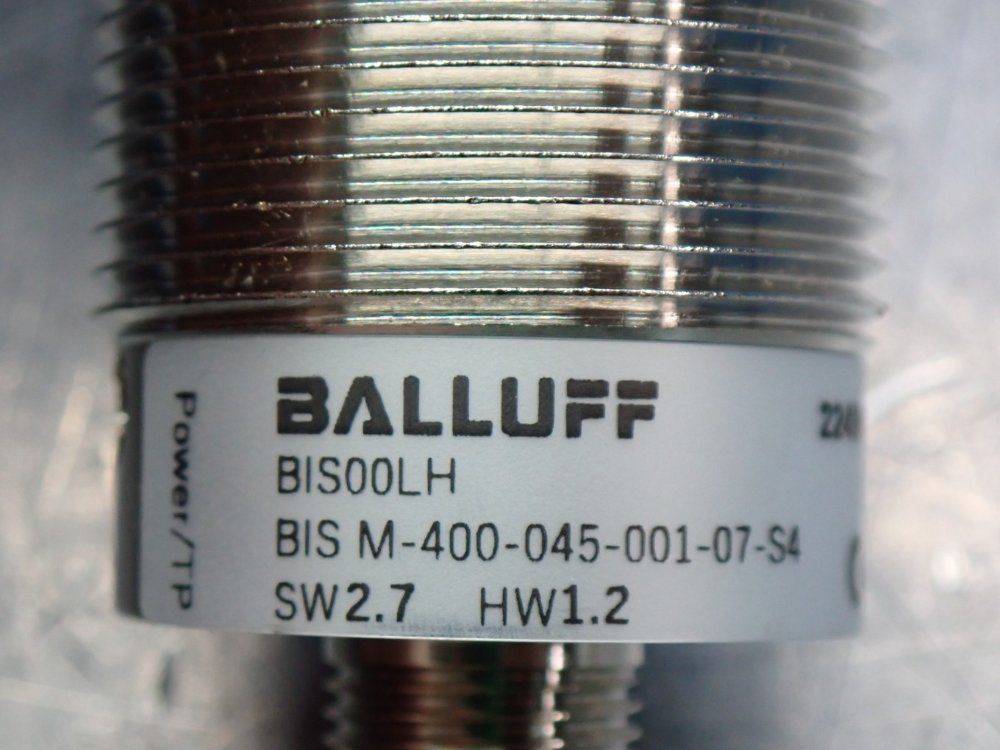 Power/TP
BALLUFF
BIS00LH
BIS M-400-045-001-07-S4
SW2.7 HW1.2